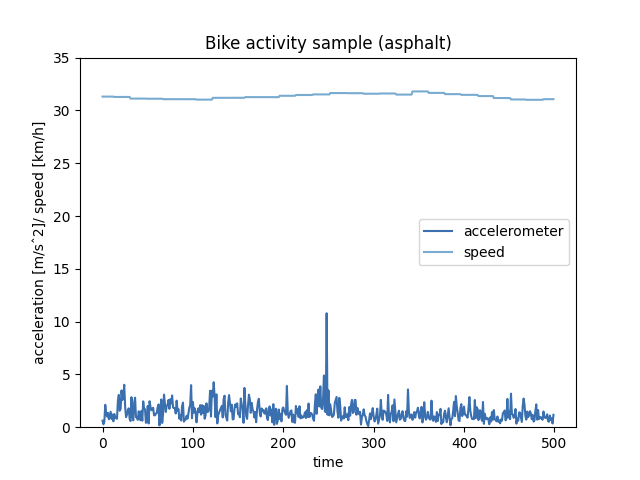 Bike activity sample (asphalt)
35
30
25
20
15
10
5
0
acceleration [m/s^2]/ speed [km/h]
accelerometer
speed
0
100
200
300
400
500
time